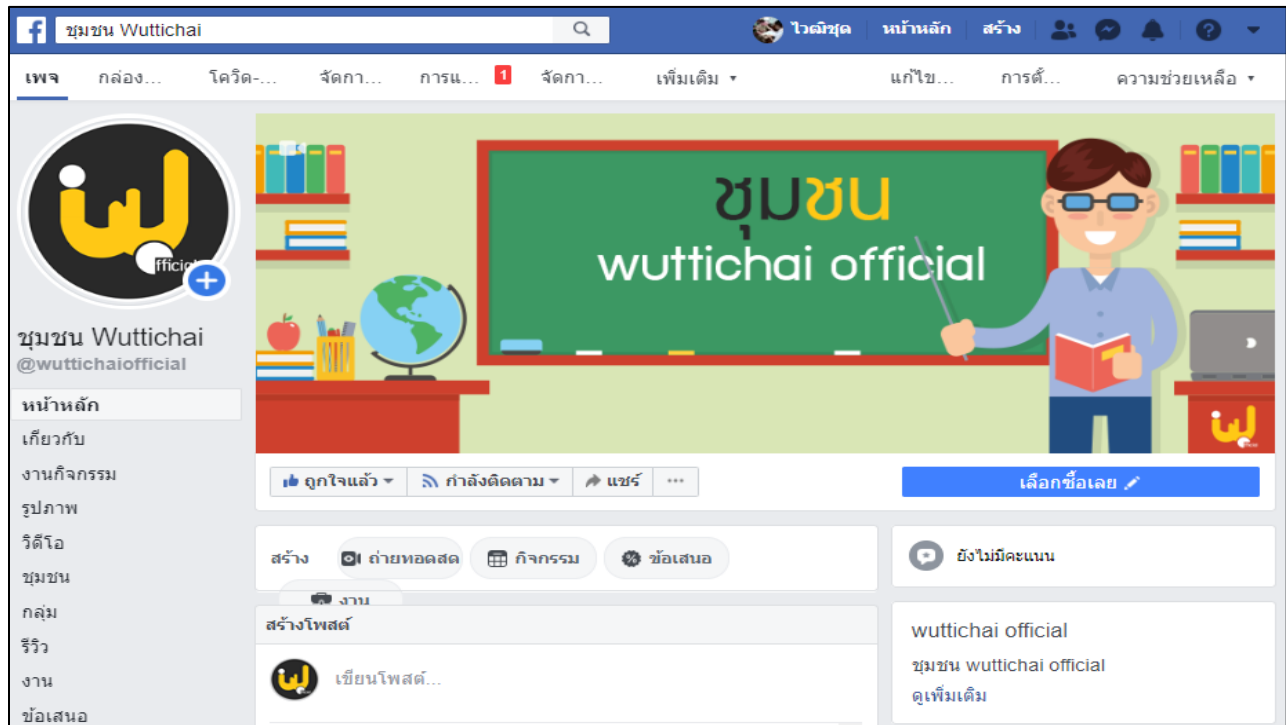 ชุมชน Wuttichai
ไวฒิชุด หน้าหลัก สร้าง
เพจ กล่อง... โควิด-... จัดกา... การแ... 1 จัดกา... เพิ่มเติม แก้ไข... การตั้... ความช่วยเหลือ
ชุมชน
wuttichai official
fficial
ชุมชน Wuttichai
@wuttichaiofficial
หน้าหลัก
เกี่ยวกับ
งานกิจกรรม
รูปภาพ
วิดีโอ
ชุมชน
กลุ่ม
รีวิว
งาน
ข้อเสนอ
ถูกใจแล้ว กำลังติดตาม แชร์ ...
เลือกซื้อเลย
สร้าง ถ่ายทอดสด กิจกรรม ข้อเสนอ
งาน
สร้างโพสต์
เขียนโพสต์...
ยังไม่มีคะแนน
wuttichai official
ชุมชน wuttichai official
ดูเพิ่มเติม